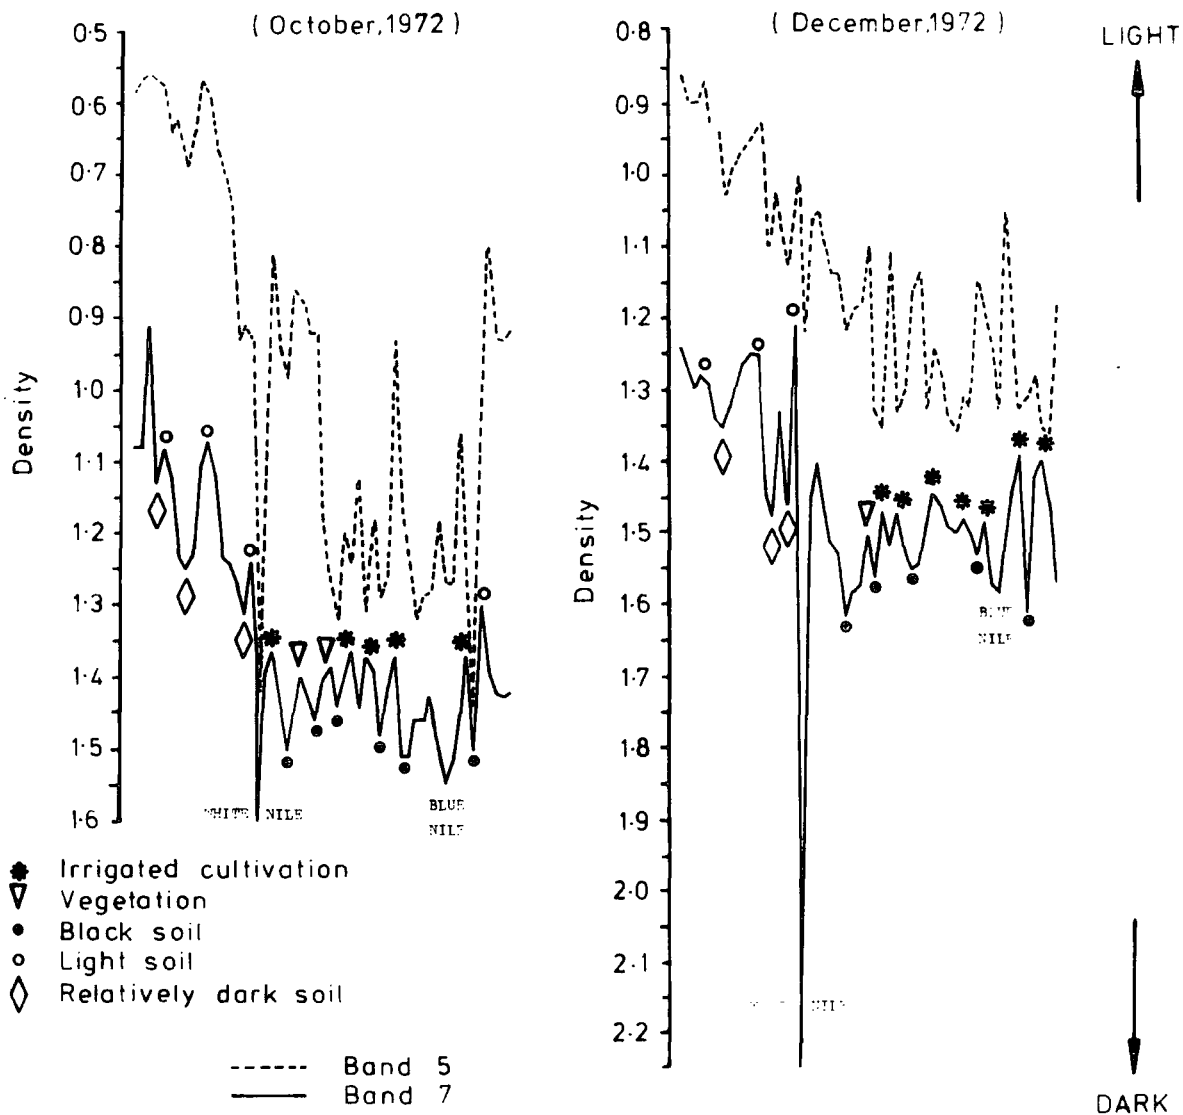 ( October,1972 )
0·5
0·6
0·7
0·8
0·9
1·0
1·1
1·2
1·3
1·4
1·5
1·6
Density
WHITE NILE
BLUE
NILE
( December,1972 )
0·8
0·9
1·0
1·1
1·2
1·3
1·4
1·5
1·6
1·7
1·8
1·9
2·0
2·1
2·2
Density
BLUE
NILE
NILE
LIGHT
DARK
Irrigated cultivation
Vegetation
Black soil
Light soil
Relatively dark soil
Band 5
Band 7